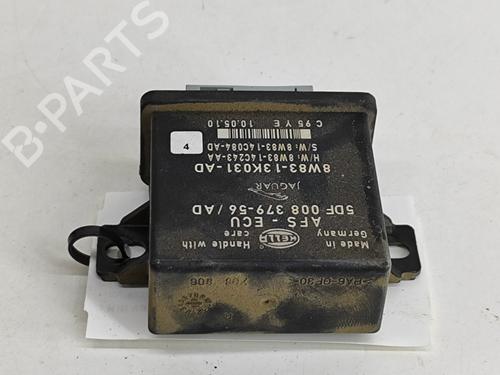 Made in
Germany
HELLA
Handle with
care
AFS - ECU
5DF 008 379-56 / AD
JAGUAR
8W83-13K031-AD
H/W: 8W83-14C243-AA
S/W: 8W83-14C084-AD
C 95 Y E 10.05.10
4
B-PARTS